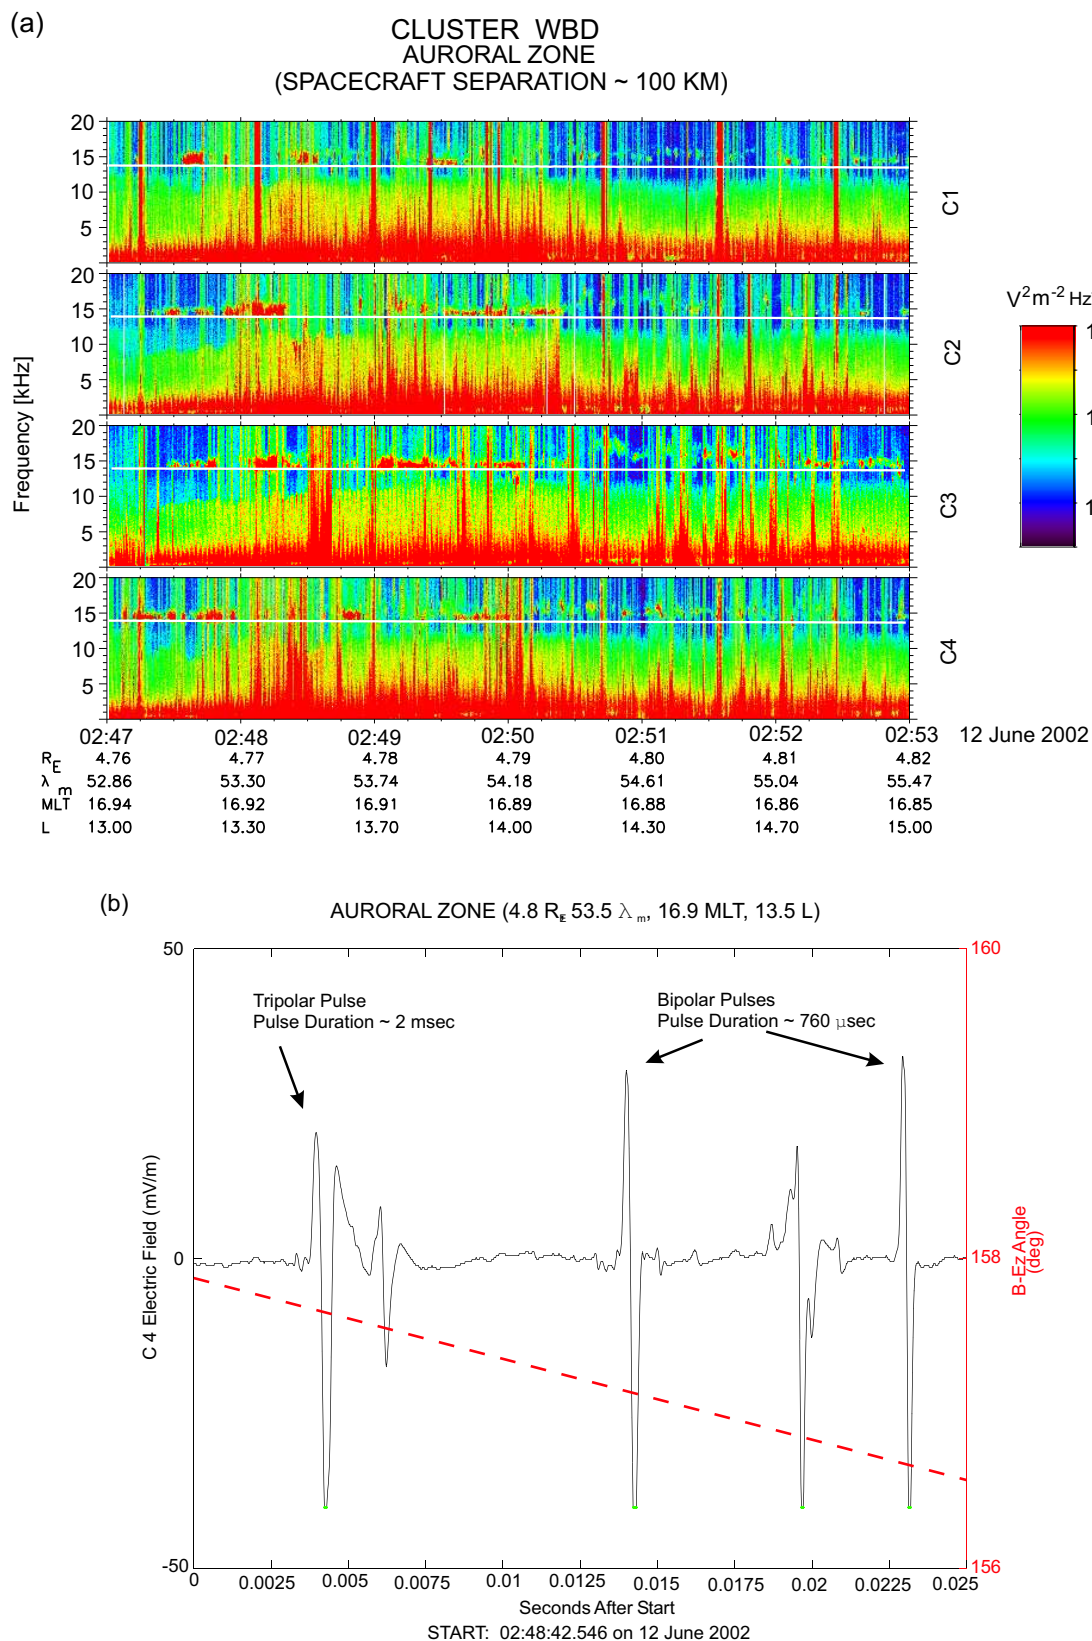 (a)
CLUSTER WBD
AURORAL ZONE
(SPACECRAFT SEPARATION ~ 100 KM)
20
15
10
5
C1
20
15
10
5
C2
20
15
10
5
C3
20
15
10
5
C4
Frequency [kHz]
V²m⁻² Hz
1
1
1
02:47 02:48 02:49 02:50 02:51 02:52 02:53 12 June 2002
R_E 4.76 4.77 4.78 4.79 4.80 4.81 4.82
λ_m 52.86 53.30 53.74 54.18 54.61 55.04 55.47
MLT 16.94 16.92 16.91 16.89 16.88 16.86 16.85
L 13.00 13.30 13.70 14.00 14.30 14.70 15.00
(b)
AURORAL ZONE (4.8 R_E 53.5 λ_m, 16.9 MLT, 13.5 L)
50
0
-50
C 4 Electric Field (mV/m)
Tripolar Pulse
Pulse Duration ~ 2 msec
Bipolar Pulses
Pulse Duration ~ 760 μsec
160
158
156
B-Ez Angle
(deg)
0 0.0025 0.005 0.0075 0.01 0.0125 0.015 0.0175 0.02 0.0225 0.025
Seconds After Start
START: 02:48:42.546 on 12 June 2002